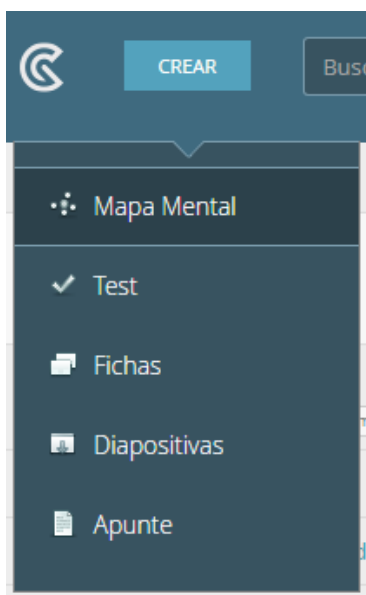 CREAR
Mapa Mental
Test
Fichas
Diapositivas
Apunte